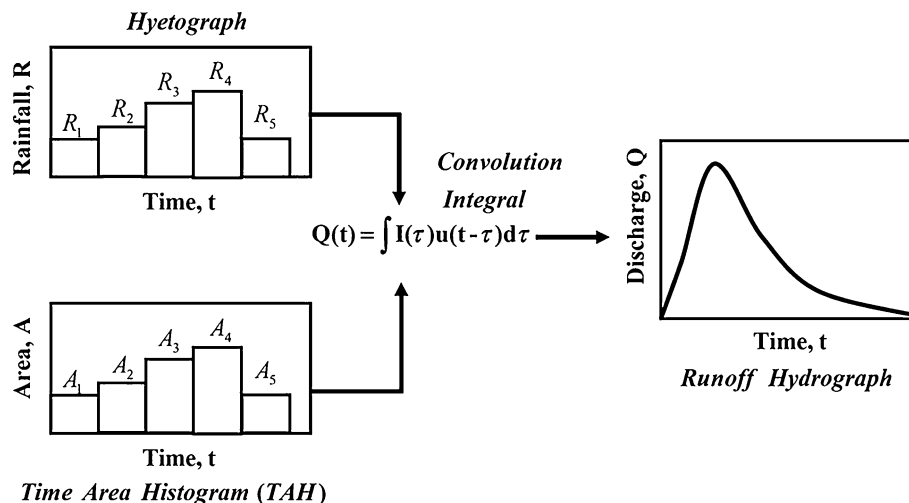 Hyetograph
Rainfall, R
R₁ R₂ R₃ R₄ R₅
Time, t
Convolution
Integral
Q(t) = ∫ I(τ)u(t-τ)dτ
Area, A
A₁ A₂ A₃ A₄ A₅
Time, t
Time Area Histogram (TAH)
Discharge, Q
Time, t
Runoff Hydrograph